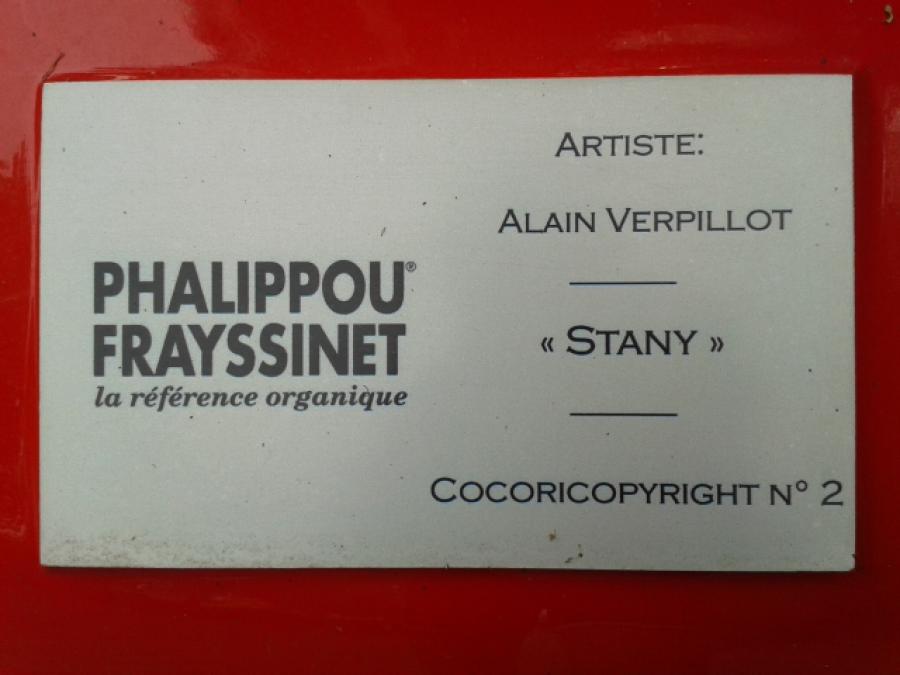 PHALIPPOU®
FRAYSSINET
la référence organique
ARTISTE:
ALAIN VERPILLOT
« STANY »
COCORICOPYRIGHT N° 2